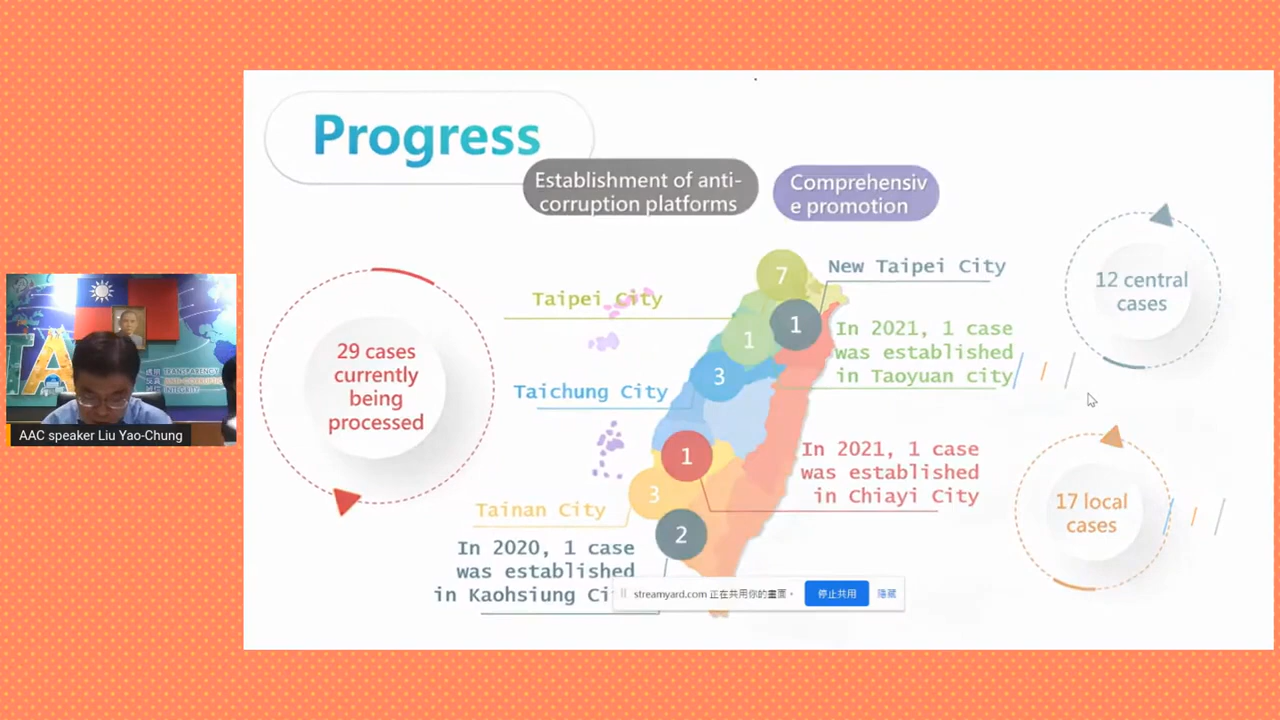 Progress
Establishment of anti-
corruption platforms
Comprehensiv
e promotion
7
New Taipei City
Taipei City
1
1
In 2021, 1 case
was established
in Taoyuan city
3
Taichung City
29 cases
currently
being
processed
12 central
cases
1
In 2021, 1 case
was established
in Chiayi City
3
Tainan City
17 local
cases
2
In 2020, 1 case
was established
in Kaohsiung Ci
streamyard.com 正在共用你的畫面。
停止共用
隱藏
TRANSPARENCY
INTEGRITY
AAC speaker Liu Yao-Chung